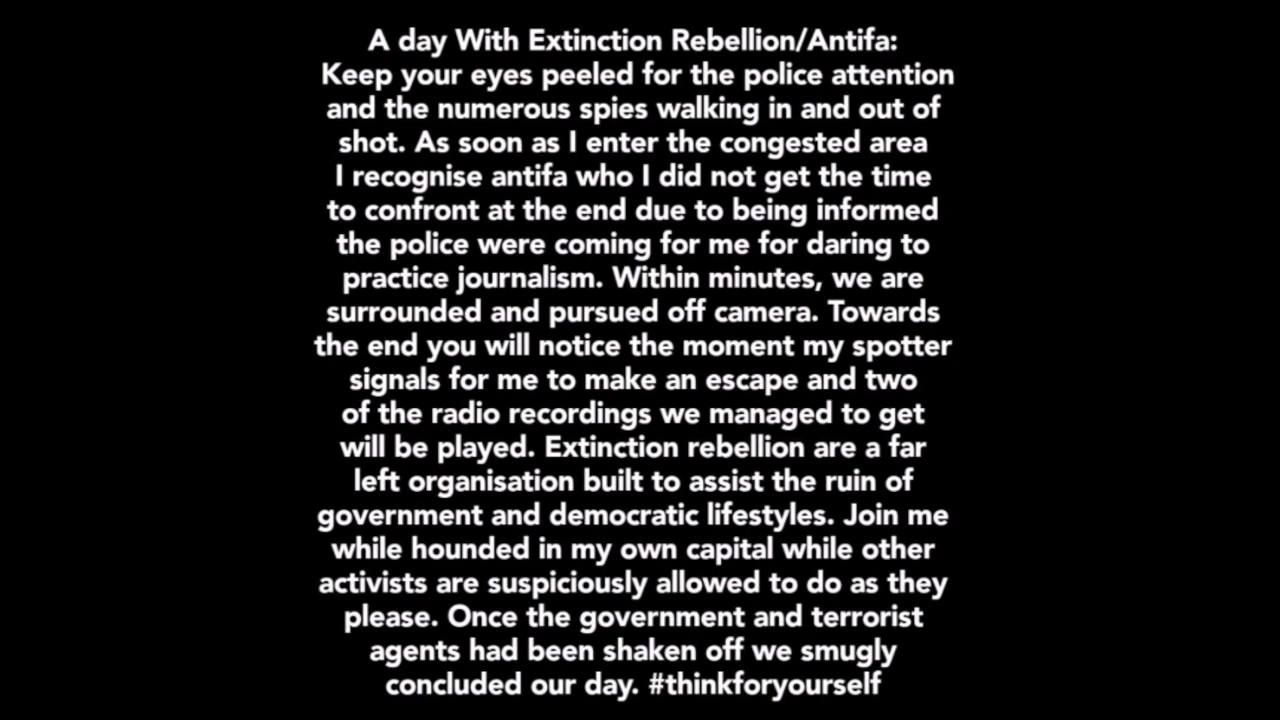 A day With Extinction Rebellion/Antifa:
Keep your eyes peeled for the police attention
and the numerous spies walking in and out of
shot. As soon as I enter the congested area
I recognise antifa who I did not get the time
to confront at the end due to being informed
the police were coming for me for daring to
practice journalism. Within minutes, we are
surrounded and pursued off camera. Towards
the end you will notice the moment my spotter
signals for me to make an escape and two
of the radio recordings we managed to get
will be played. Extinction rebellion are a far
left organisation built to assist the ruin of
government and democratic lifestyles. Join me
while hounded in my own capital while other
activists are suspiciously allowed to do as they
please. Once the government and terrorist
agents had been shaken off we smugly
concluded our day. #thinkforyourself